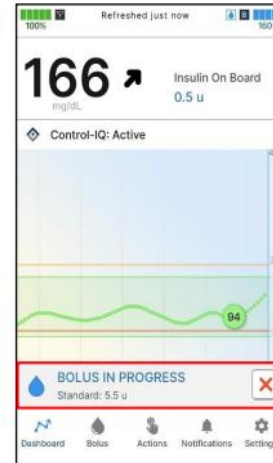 Refreshed just now
100%
B
160
166
mg/dL
Insulin On Board
0.5 u
Control-IQ: Active
94
BOLUS IN PROGRESS
Standard: 5.5 u
X
Dashboard
Bolus
Actions
Notifications
Setting